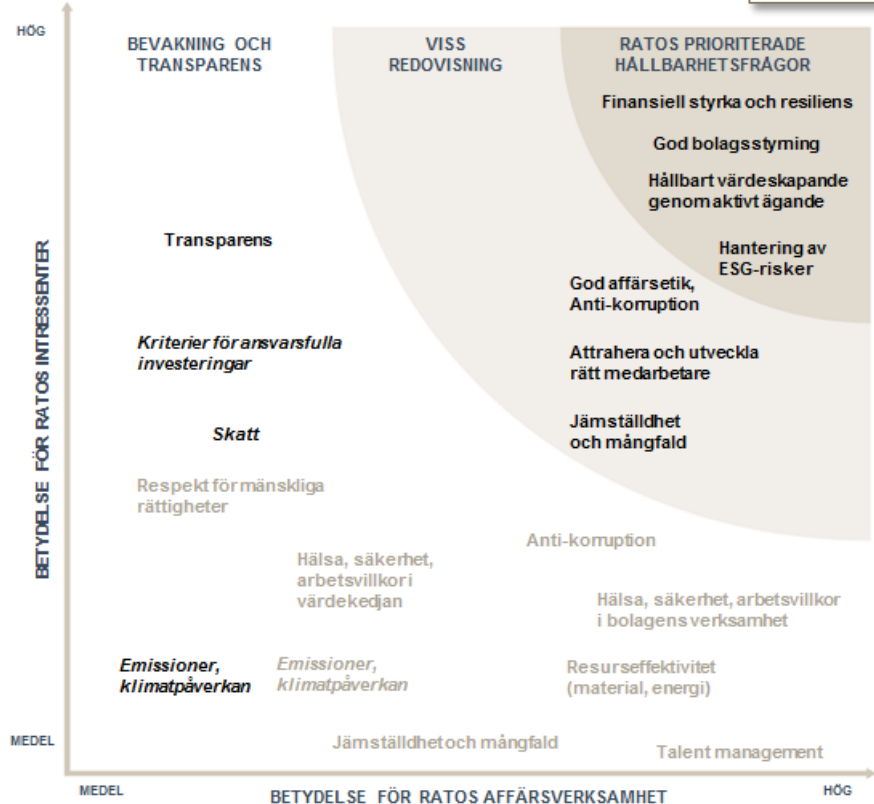 HÖG
BEVAKNING OCH
TRANSPARENS
VISS
REDOVISNING
RATOS PRIORITERADE
HÅLLBARHETSFRÅGOR
Finansiell styrka och resiliens
God bolagsstyrning
Hållbart värdeskapande
genom aktivt ägande
Transparens
Hantering av
ESG-risker
God affärsetik,
Anti-korruption
Kriterier för ansvarsfulla
investeringar
Attrahera och utveckla
rätt medarbetare
Skatt
Jämställdhet
och mångfald
Respekt för mänskliga
rättigheter
Anti-korruption
Hälsa, säkerhet,
arbetsvillkor i
värdekedjan
Hälsa, säkerhet, arbetsvillkor
i bolagens verksamhet
Emissioner,
klimatpåverkan
Emissioner,
klimatpåverkan
Resurseffektivitet
(material, energi)
Jämställdhet och mångfald
Talent management
BETYDELSE FÖR RATOS INTRESSENTER
MEDEL
MEDEL
BETYDELSE FÖR RATOS AFFÄRSVERKSAMHET
HÖG